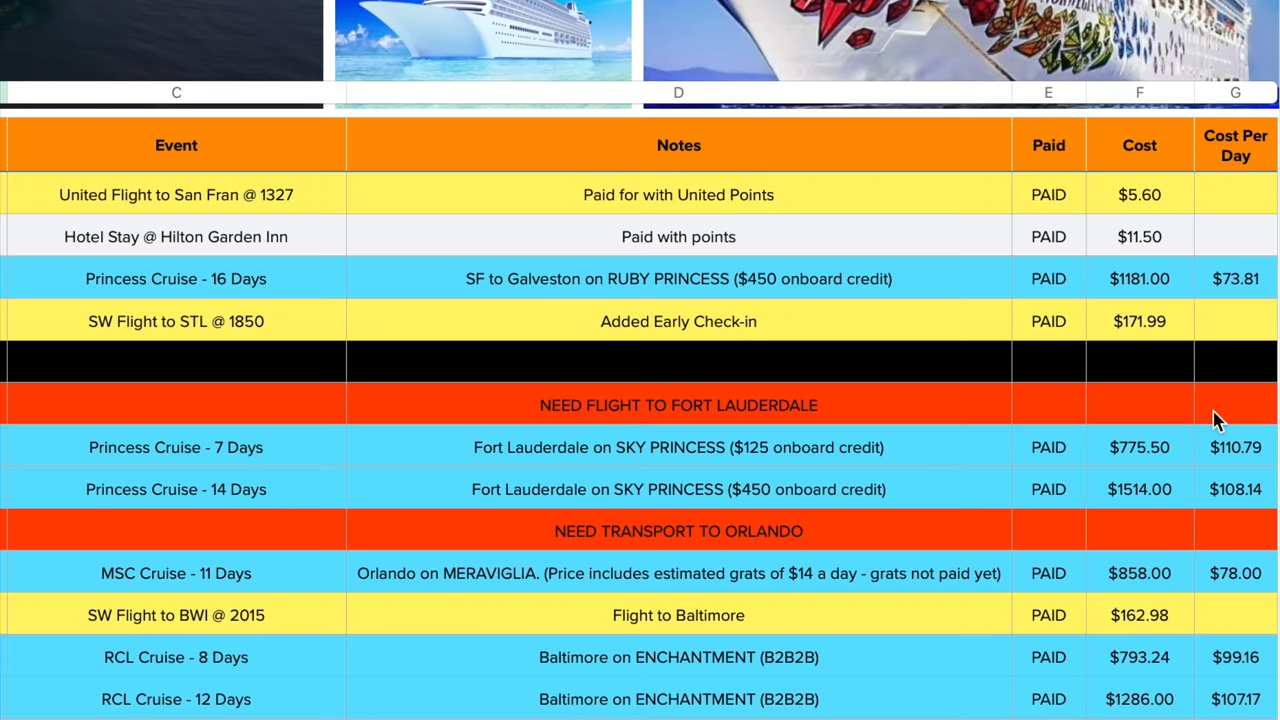 C D E F G
Event Notes Paid Cost Cost Per Day
United Flight to San Fran @ 1327 Paid for with United Points PAID $5.60
Hotel Stay @ Hilton Garden Inn Paid with points PAID $11.50
Princess Cruise - 16 Days SF to Galveston on RUBY PRINCESS ($450 onboard credit) PAID $1181.00 $73.81
SW Flight to STL @ 1850 Added Early Check-in PAID $171.99
NEED FLIGHT TO FORT LAUDERDALE
Princess Cruise - 7 Days Fort Lauderdale on SKY PRINCESS ($125 onboard credit) PAID $775.50 $110.79
Princess Cruise - 14 Days Fort Lauderdale on SKY PRINCESS ($450 onboard credit) PAID $1514.00 $108.14
NEED TRANSPORT TO ORLANDO
MSC Cruise - 11 Days Orlando on MERAVIGLIA. (Price includes estimated grats of $14 a day - grats not paid yet) PAID $858.00 $78.00
SW Flight to BWI @ 2015 Flight to Baltimore PAID $162.98
RCL Cruise - 8 Days Baltimore on ENCHANTMENT (B2B2B) PAID $793.24 $99.16
RCL Cruise - 12 Days Baltimore on ENCHANTMENT (B2B2B) PAID $1286.00 $107.17